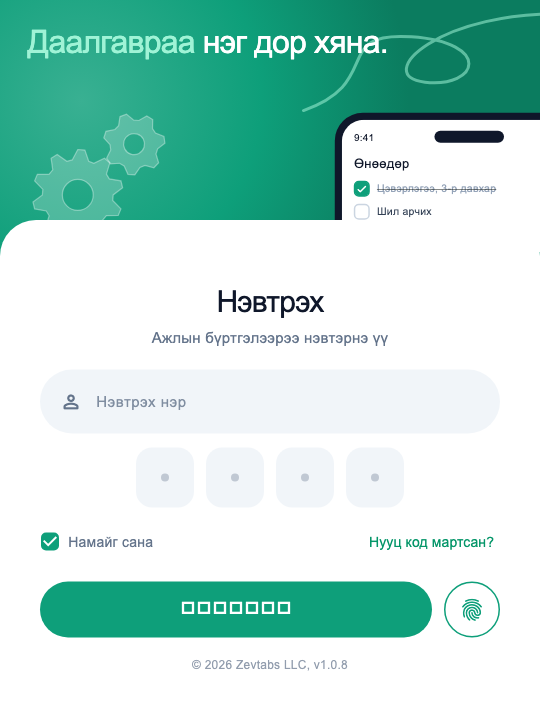 Даалгавраа нэг дор хяна.
9:41
Өнөөдөр
Цэвэрлэгээ, 3-р давхар
Шил арчих
Нэвтрэх
Ажлын бүртгэлээрээ нэвтэрнэ үү
Нэвтрэх нэр
Намайг сана
Нууц код мартсан?
© 2026 Zevtabs LLC, v1.0.8